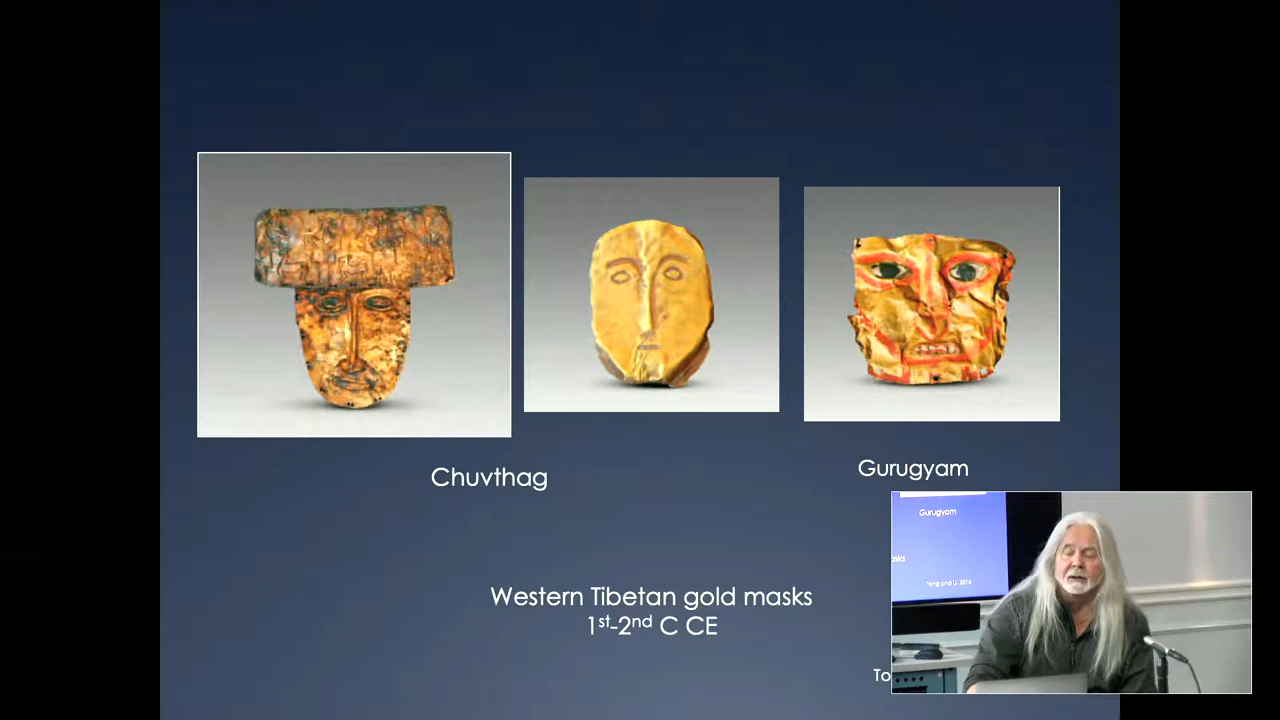 Chuvthag
Gurugyam
Western Tibetan gold masks
1st-2nd C CE
To
Gurugyam